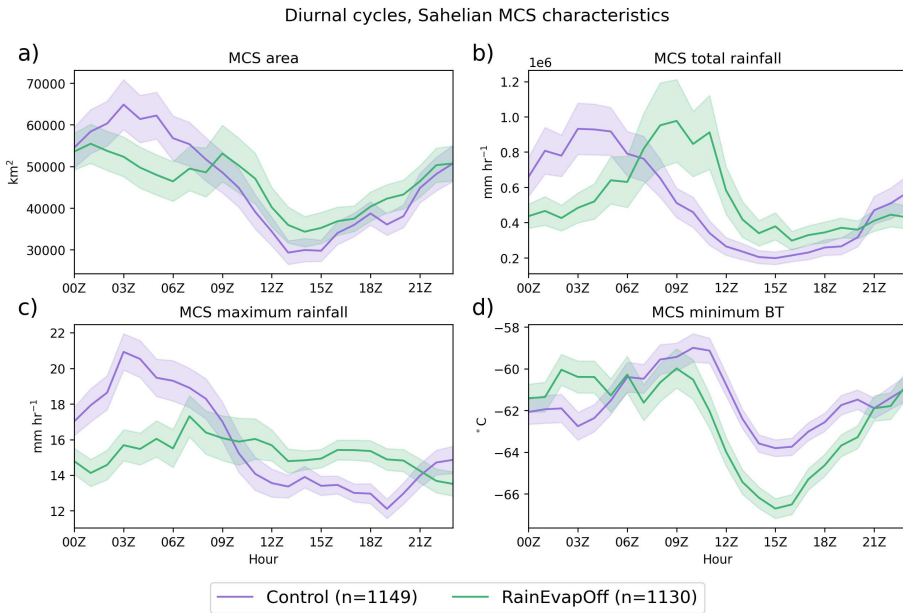 Diurnal cycles, Sahelian MCS characteristics
a)
MCS area
70000
60000
50000
40000
30000
km²
00Z 03Z 06Z 09Z 12Z 15Z 18Z 21Z
b)
MCS total rainfall
1e6
1.2
1.0
0.8
0.6
0.4
0.2
mm hr⁻¹
00Z 03Z 06Z 09Z 12Z 15Z 18Z 21Z
c)
MCS maximum rainfall
22
20
18
16
14
12
mm hr⁻¹
00Z 03Z 06Z 09Z 12Z 15Z 18Z 21Z
Hour
d)
MCS minimum BT
−58
−60
−62
−64
−66
°C
00Z 03Z 06Z 09Z 12Z 15Z 18Z 21Z
Hour
Control (n=1149) RainEvapOff (n=1130)